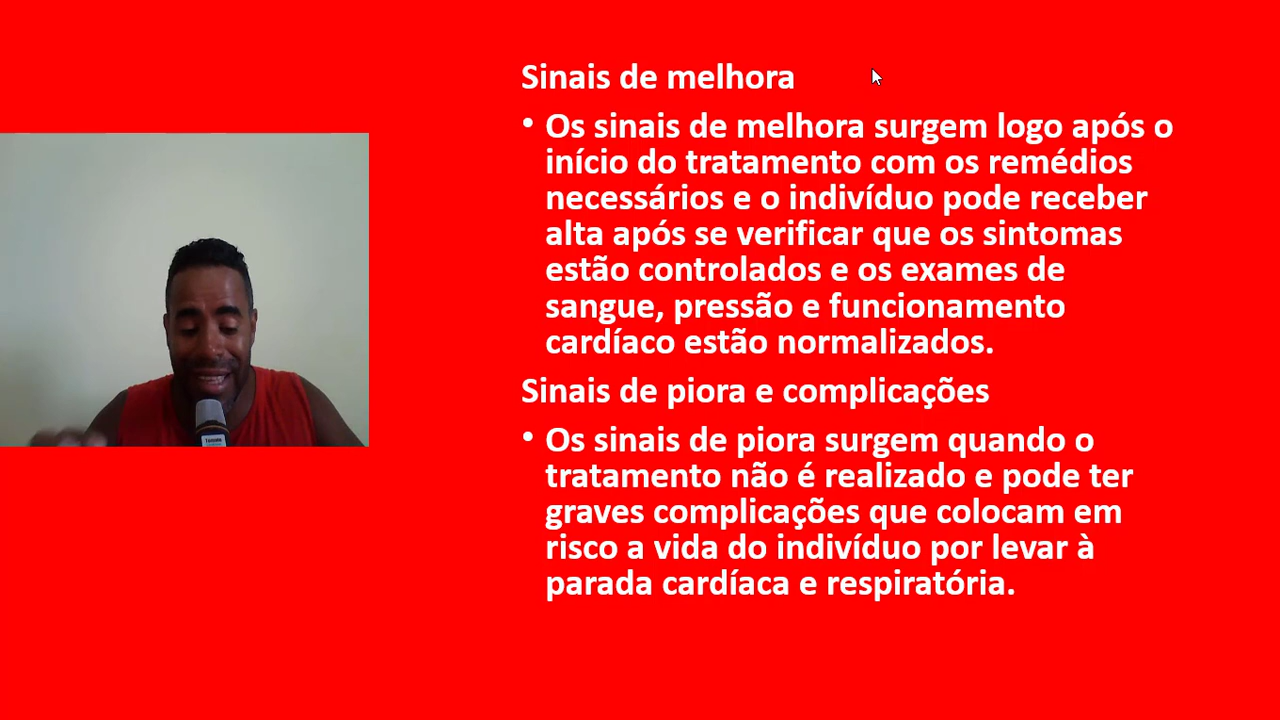 Sinais de melhora
• Os sinais de melhora surgem logo após o
início do tratamento com os remédios
necessários e o indivíduo pode receber
alta após se verificar que os sintomas
estão controlados e os exames de
sangue, pressão e funcionamento
cardíaco estão normalizados.
Sinais de piora e complicações
• Os sinais de piora surgem quando o
tratamento não é realizado e pode ter
graves complicações que colocam em
risco a vida do indivíduo por levar à
parada cardíaca e respiratória.